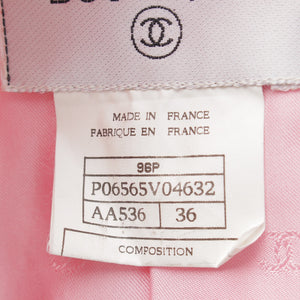 MADE IN FRANCE
FABRIQUE EN FRANCE
96P
P06565V04632
AA536 36
COMPOSITION